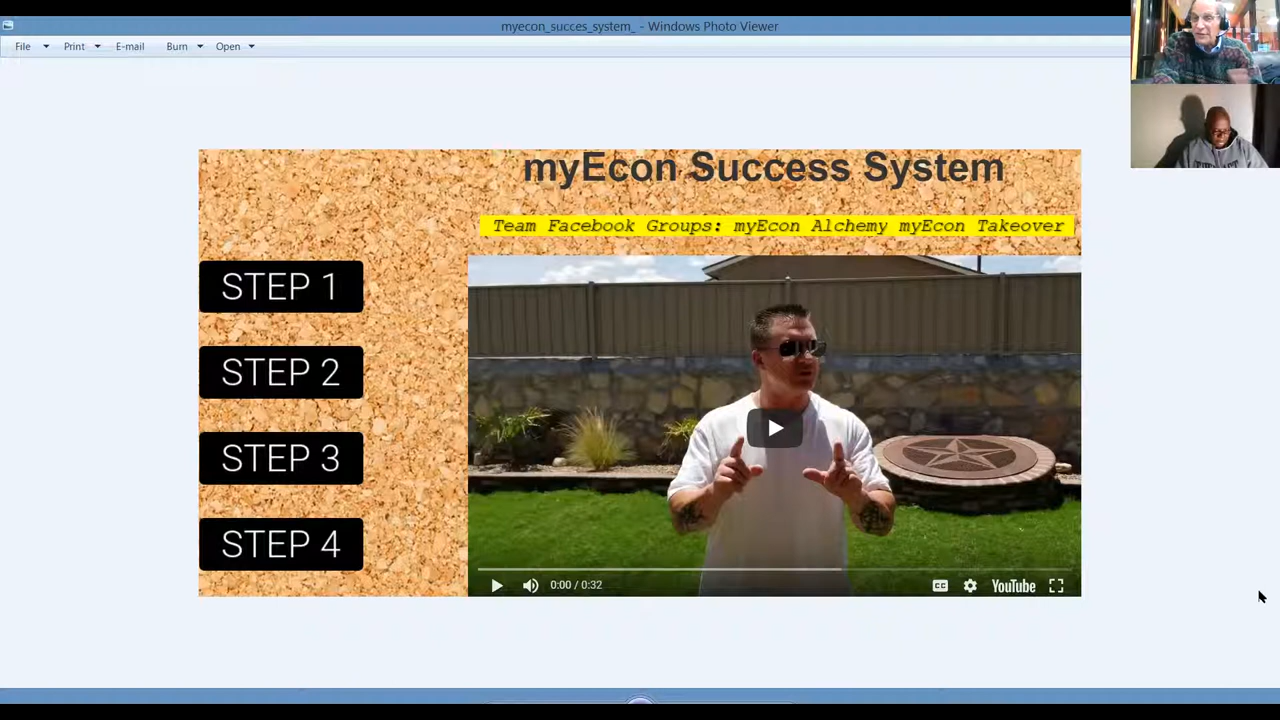 myecon_succes_system_ - Windows Photo Viewer
File Print E-mail Burn Open
myEcon Success System
Team Facebook Groups: myEcon Alchemy myEcon Takeover
STEP 1
STEP 2
STEP 3
STEP 4
0:00 / 0:32
CC
YouTube